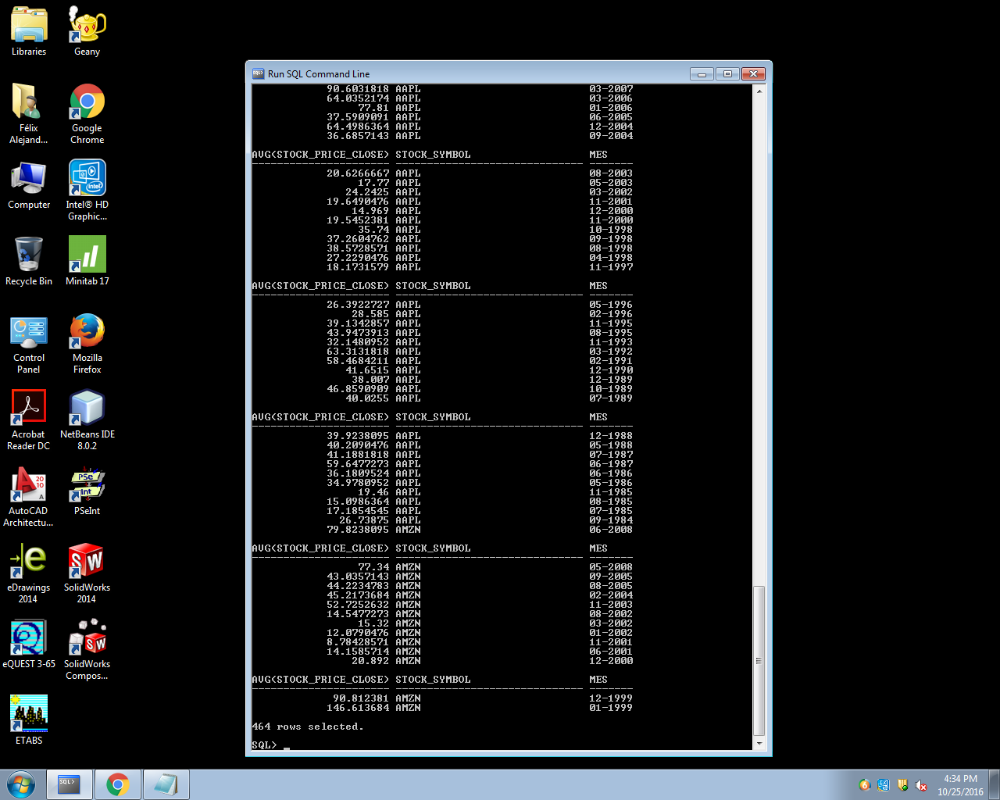 Libraries
Geany
Félix
Alejand...
Google
Chrome
Computer
Intel® HD
Graphic...
Recycle Bin
Minitab 17
Control
Panel
Mozilla
Firefox
Acrobat
Reader DC
NetBeans IDE
8.0.2
AutoCAD
Architectu...
PSeInt
eDrawings
2014
SolidWorks
2014
eQUEST 3-65
SolidWorks
Compos...
ETABS
Run SQL Command Line
90.6031818 AAPL 03-2007
64.0352174 AAPL 03-2006
77.81 AAPL 01-2006
37.5909091 AAPL 06-2005
64.4986364 AAPL 12-2004
36.6857143 AAPL 09-2004
AVG(STOCK_PRICE_CLOSE) STOCK_SYMBOL MES
20.6266667 AAPL 08-2003
17.77 AAPL 05-2003
24.2425 AAPL 03-2002
19.6490476 AAPL 11-2001
14.969 AAPL 12-2000
19.5452381 AAPL 11-2000
35.74 AAPL 10-1998
37.2604762 AAPL 09-1998
38.5728571 AAPL 08-1998
27.2290476 AAPL 04-1998
18.1731579 AAPL 11-1997
AVG(STOCK_PRICE_CLOSE) STOCK_SYMBOL MES
26.3922727 AAPL 05-1996
28.585 AAPL 02-1996
39.1342857 AAPL 11-1995
43.9473913 AAPL 08-1995
32.1480952 AAPL 11-1993
63.3131818 AAPL 03-1992
58.4684211 AAPL 02-1991
41.6515 AAPL 12-1990
38.007 AAPL 12-1989
46.8590909 AAPL 10-1989
40.0255 AAPL 07-1989
AVG(STOCK_PRICE_CLOSE) STOCK_SYMBOL MES
39.9238095 AAPL 12-1988
40.2090476 AAPL 05-1988
41.1881818 AAPL 07-1987
59.6477273 AAPL 06-1987
36.1809524 AAPL 06-1986
34.9780952 AAPL 05-1986
19.46 AAPL 11-1985
15.0986364 AAPL 08-1985
17.1854545 AAPL 07-1985
26.73875 AAPL 09-1984
79.8238095 AMZN 06-2008
AVG(STOCK_PRICE_CLOSE) STOCK_SYMBOL MES
77.34 AMZN 05-2008
43.0357143 AMZN 09-2005
44.2234783 AMZN 08-2005
45.2173684 AMZN 02-2004
52.7252632 AMZN 11-2003
14.5477273 AMZN 08-2002
15.32 AMZN 03-2002
12.0790476 AMZN 01-2002
8.78428571 AMZN 11-2001
14.1585714 AMZN 06-2001
20.892 AMZN 12-2000
AVG(STOCK_PRICE_CLOSE) STOCK_SYMBOL MES
90.812381 AMZN 12-1999
146.613684 AMZN 01-1999
464 rows selected.
SQL>
4:34 PM
10/25/2016